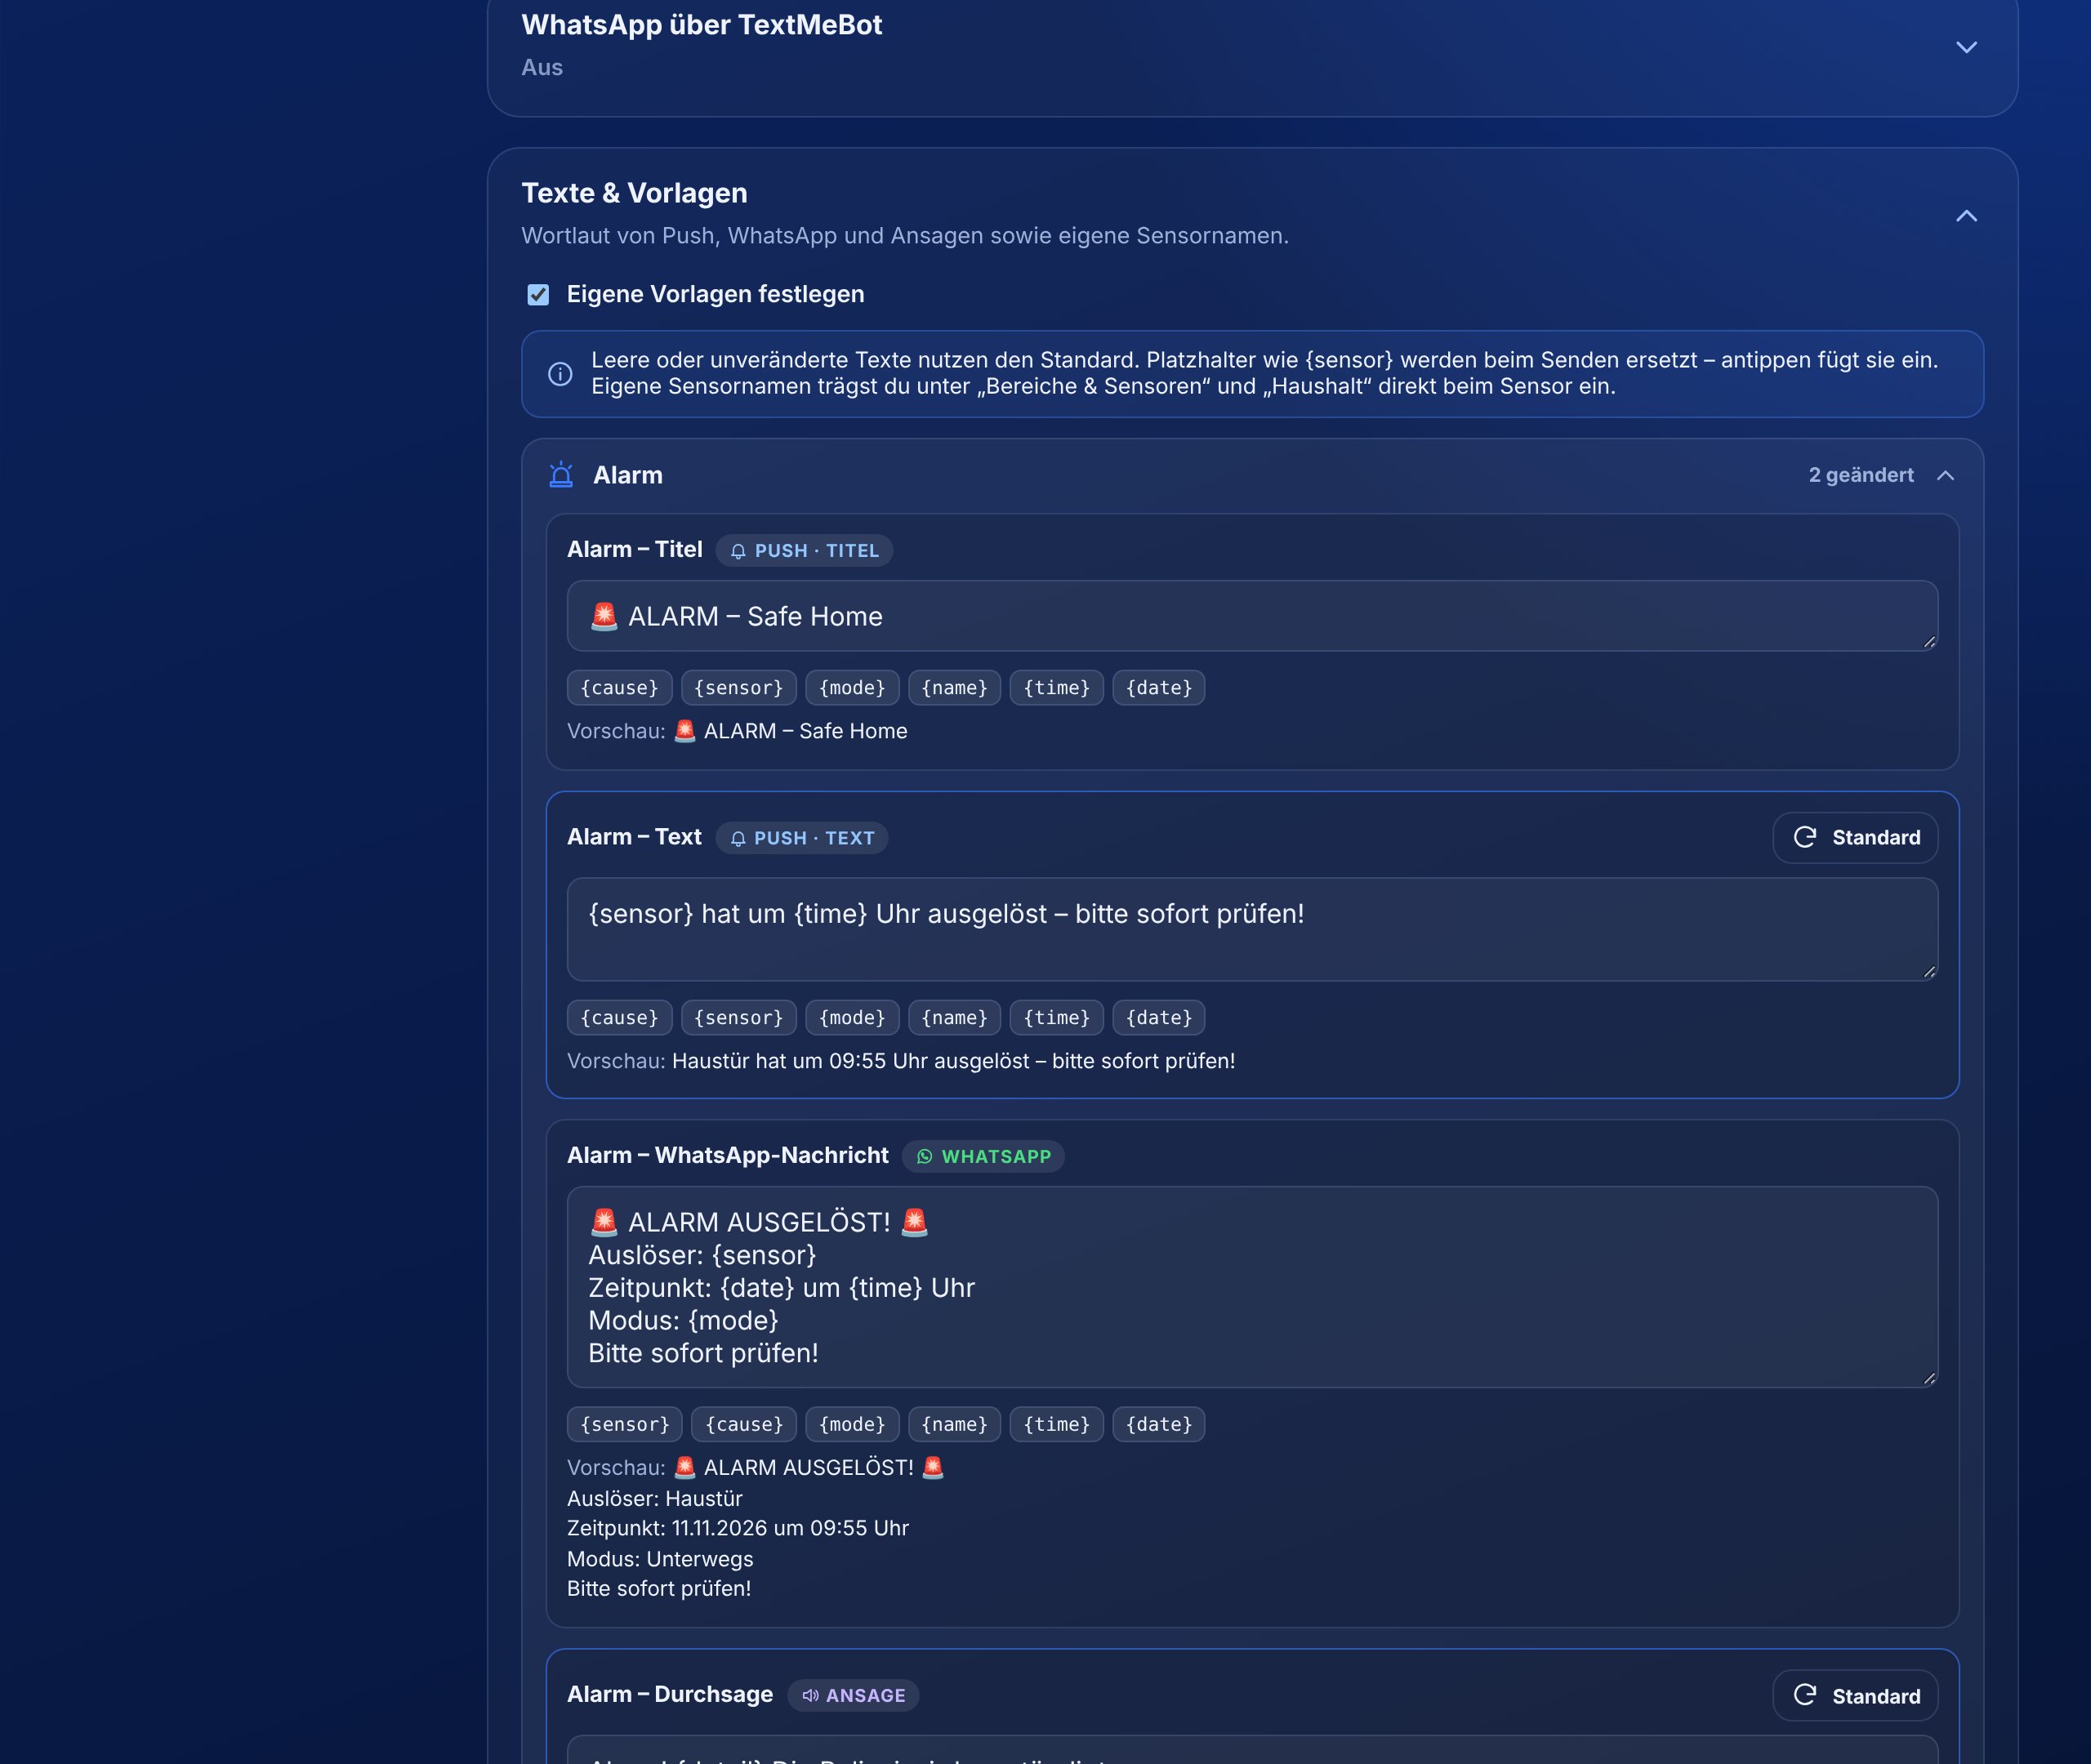 WhatsApp über TextMeBot
Aus
Texte & Vorlagen
Wortlaut von Push, WhatsApp und Ansagen sowie eigene Sensornamen.
Eigene Vorlagen festlegen
Leere oder unveränderte Texte nutzen den Standard. Platzhalter wie {sensor} werden beim Senden ersetzt – antippen fügt sie ein.
Eigene Sensornamen trägst du unter „Bereiche & Sensoren“ und „Haushalt“ direkt beim Sensor ein.
Alarm 2 geändert
Alarm – Titel PUSH · TITEL
🚨 ALARM – Safe Home
{cause} {sensor} {mode} {name} {time} {date}
Vorschau: 🚨 ALARM – Safe Home
Alarm – Text PUSH · TEXT Standard
{sensor} hat um {time} Uhr ausgelöst – bitte sofort prüfen!
{cause} {sensor} {mode} {name} {time} {date}
Vorschau: Haustür hat um 09:55 Uhr ausgelöst – bitte sofort prüfen!
Alarm – WhatsApp-Nachricht WHATSAPP
🚨 ALARM AUSGELÖST! 🚨
Auslöser: {sensor}
Zeitpunkt: {date} um {time} Uhr
Modus: {mode}
Bitte sofort prüfen!
{sensor} {cause} {mode} {name} {time} {date}
Vorschau: 🚨 ALARM AUSGELÖST! 🚨
Auslöser: Haustür
Zeitpunkt: 11.11.2026 um 09:55 Uhr
Modus: Unterwegs
Bitte sofort prüfen!
Alarm – Durchsage ANSAGE Standard